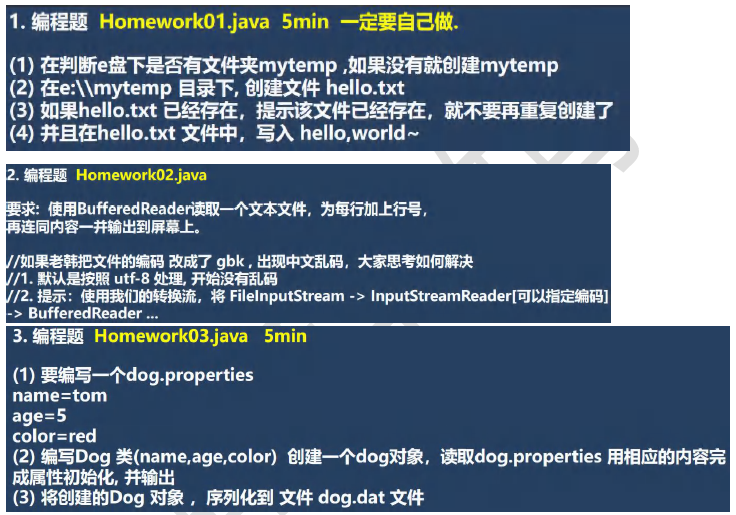 1. 编程题 Homework01.java 5min 一定要自己做.
(1) 在判断e盘下是否有文件夹mytemp ,如果没有就创建mytemp
(2) 在e:\\mytemp 目录下, 创建文件 hello.txt
(3) 如果hello.txt 已经存在，提示该文件已经存在，就不要再重复创建了
(4) 并且在hello.txt 文件中，写入 hello,world~
2. 编程题 Homework02.java
要求: 使用BufferedReader读取一个文本文件，为每行加上行号，
再连同内容一并输出到屏幕上。
//如果老韩把文件的编码 改成了 gbk , 出现中文乱码，大家思考如何解决
//1. 默认是按照 utf-8 处理, 开始没有乱码
//2. 提示：使用我们的转换流，将 FileInputStream -> InputStreamReader[可以指定编码]
-> BufferedReader ...
3. 编程题 Homework03.java 5min
(1) 要编写一个dog.properties
name=tom
age=5
color=red
(2) 编写Dog 类(name,age,color) 创建一个dog对象，读取dog.properties 用相应的内容完
成属性初始化, 并输出
(3) 将创建的Dog 对象 ，序列化到 文件 dog.dat 文件